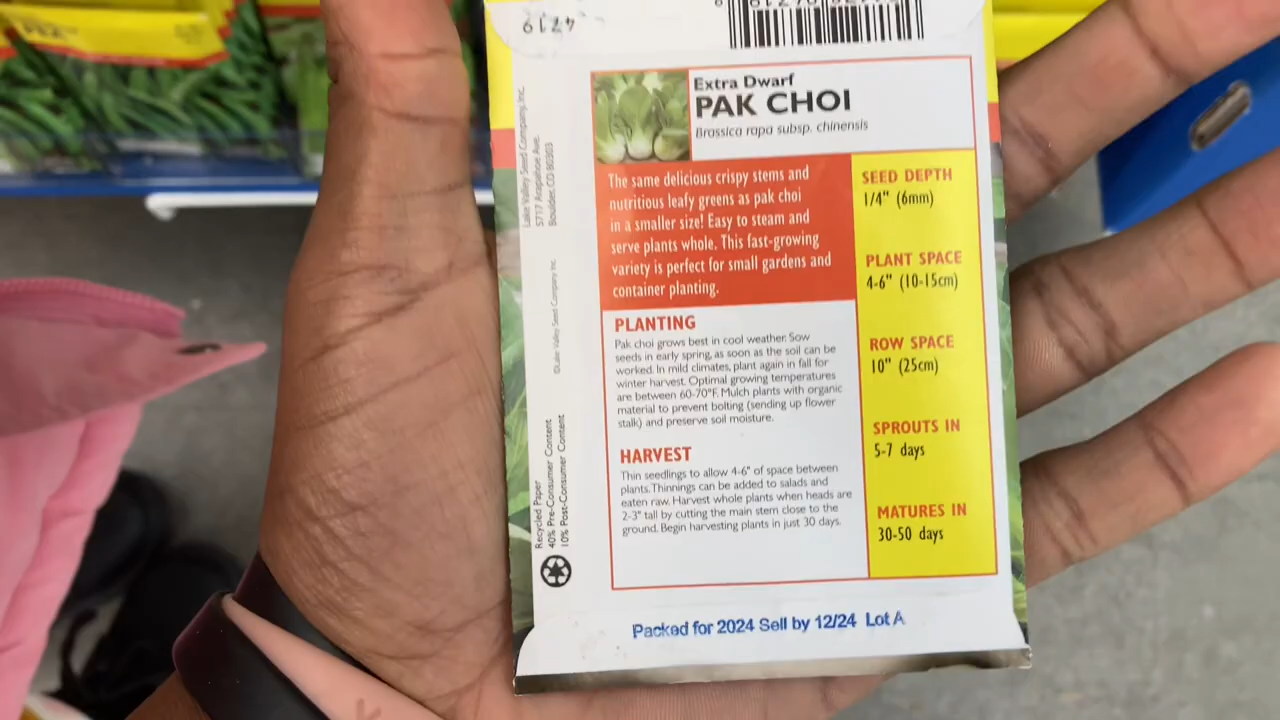 4719
Extra Dwarf
PAK CHOI
Brassica rapa subsp. chinensis
The same delicious crispy stems and
nutritious leafy greens as pak choi
in a smaller size! Easy to steam and
serve plants whole. This fast-growing
variety is perfect for small gardens and
container planting.
SEED DEPTH
1/4" (6mm)
PLANT SPACE
4-6" (10-15cm)
ROW SPACE
10" (25cm)
SPROUTS IN
5-7 days
MATURES IN
30-50 days
PLANTING
Pak choi grows best in cool weather. Sow
seeds in early spring, as soon as the soil can be
worked. In mild climates, plant again in fall for
winter harvest. Optimal growing temperatures
are between 60-70°F. Mulch plants with organic
material to prevent bolting (sending up flower
stalk) and preserve soil moisture.
HARVEST
Thin seedlings to allow 4-6" of space between
plants. Thinnings can be added to salads and
eaten raw. Harvest whole plants when heads are
2-3" tall by cutting the main stem close to the
ground. Begin harvesting plants in just 30 days.
Lake Valley Seed Company, Inc.
5717 Arapahoe Ave.
Boulder, CO 80303
©Lake Valley Seed Company Inc.
Recycled Paper
40% Pre-Consumer Content
10% Post-Consumer Content
Packed for 2024 Sell by 12/24 Lot A